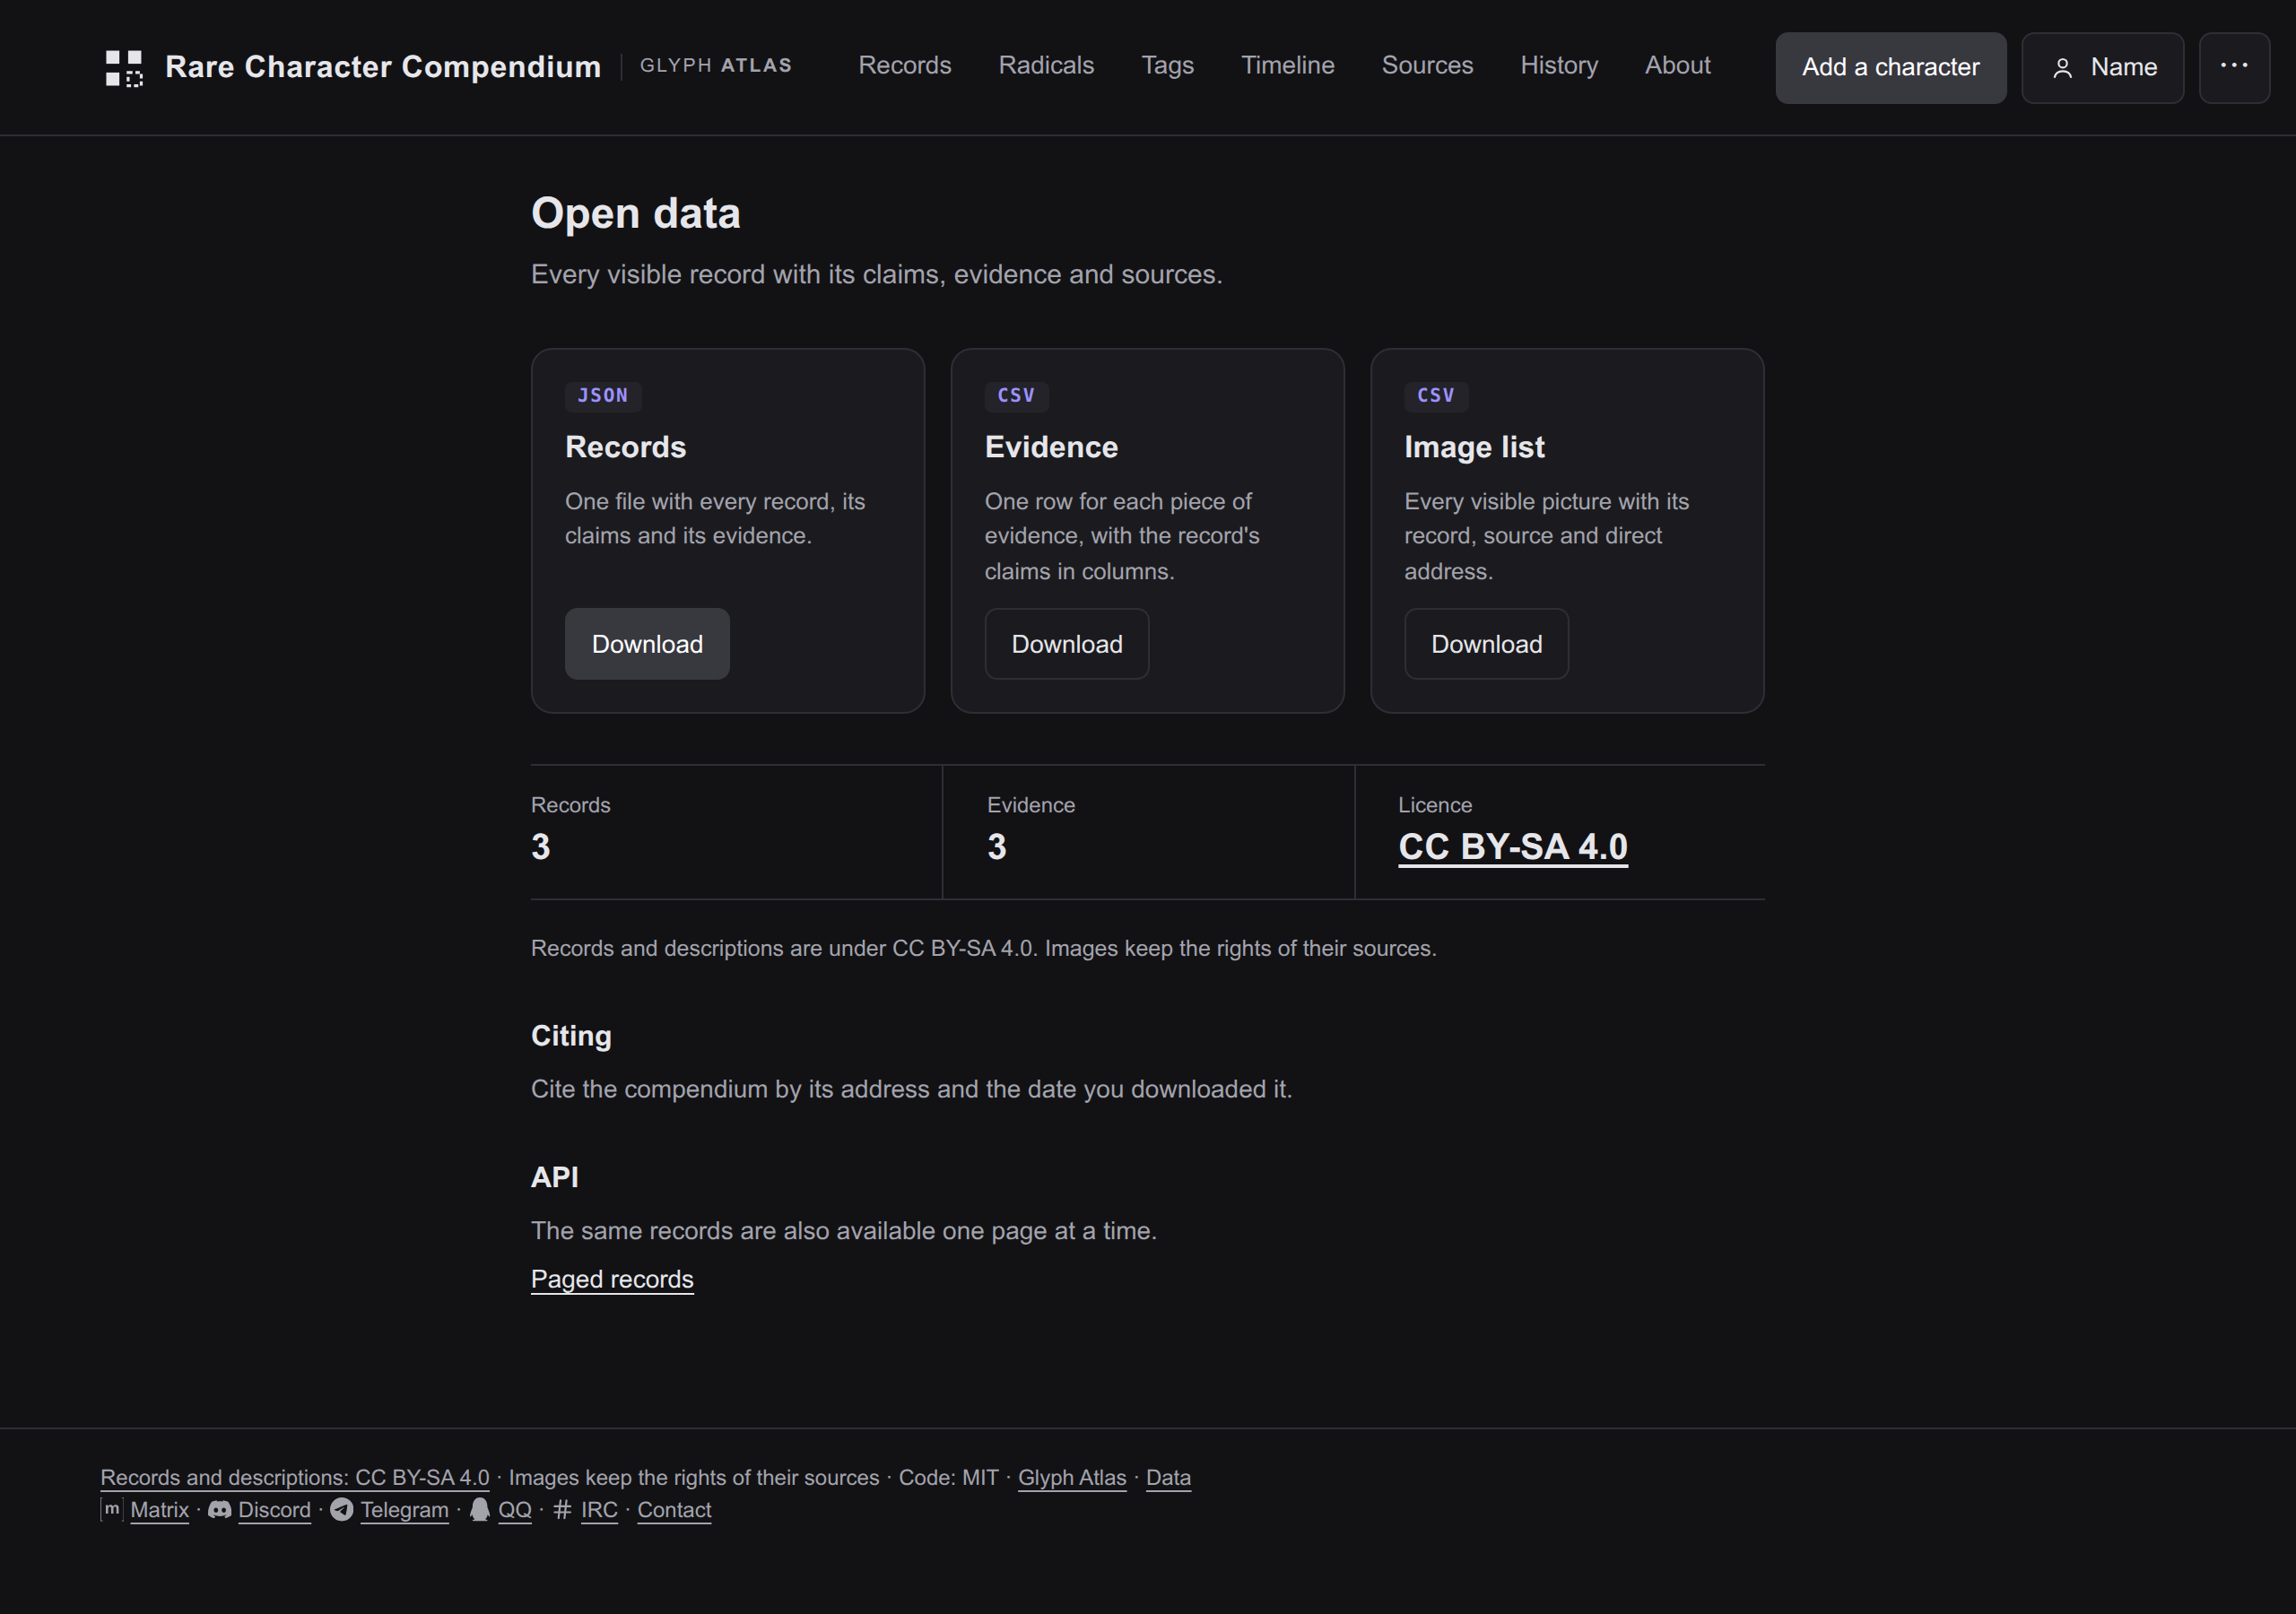 Rare Character Compendium GLYPH ATLAS Records Radicals Tags Timeline Sources History About Add a character Name ...
Open data
Every visible record with its claims, evidence and sources.
JSON
Records
One file with every record, its
claims and its evidence.
Download
CSV
Evidence
One row for each piece of
evidence, with the record's
claims in columns.
Download
CSV
Image list
Every visible picture with its
record, source and direct
address.
Download
Records
3
Evidence
3
Licence
CC BY-SA 4.0
Records and descriptions are under CC BY-SA 4.0. Images keep the rights of their sources.
Citing
Cite the compendium by its address and the date you downloaded it.
API
The same records are also available one page at a time.
Paged records
Records and descriptions: CC BY-SA 4.0 · Images keep the rights of their sources · Code: MIT · Glyph Atlas · Data
[m] Matrix · Discord · Telegram · QQ · # IRC · Contact